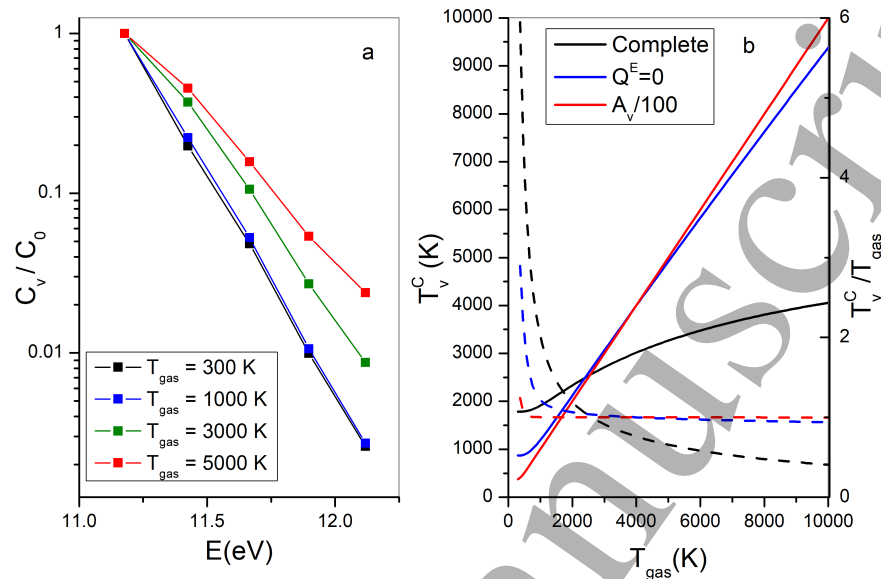 a
1
0.1
0.01
C_v / C_0
T_gas = 300 K
T_gas = 1000 K
T_gas = 3000 K
T_gas = 5000 K
11.0
11.5
12.0
E(eV)
b
Complete
Q^E=0
A_v/100
10000
9000
8000
7000
6000
5000
4000
3000
2000
1000
0
T_v^C (K)
6
4
2
0
T_v^C/T_gas
0
2000
4000
6000
8000
10000
T_gas(K)
nuscri